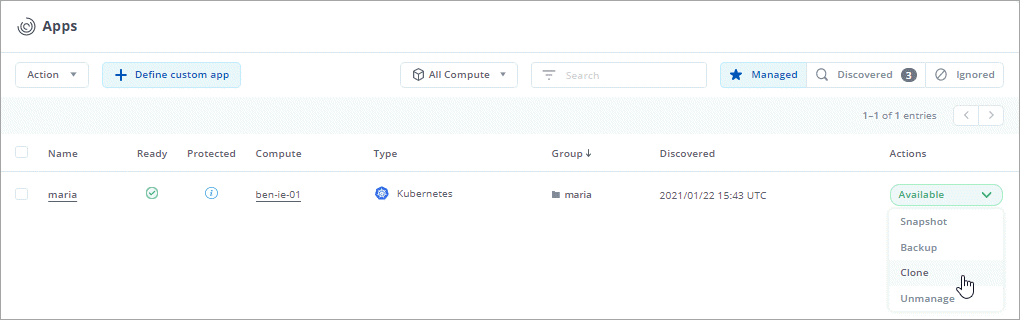 Apps
Action Define custom app All Compute Search Managed Discovered 3 Ignored
1–1 of 1 entries
Name Ready Protected Compute Type Group Discovered Actions
maria ben-ie-01 Kubernetes maria 2021/01/22 15:43 UTC Available
Snapshot
Backup
Clone
Unmanage